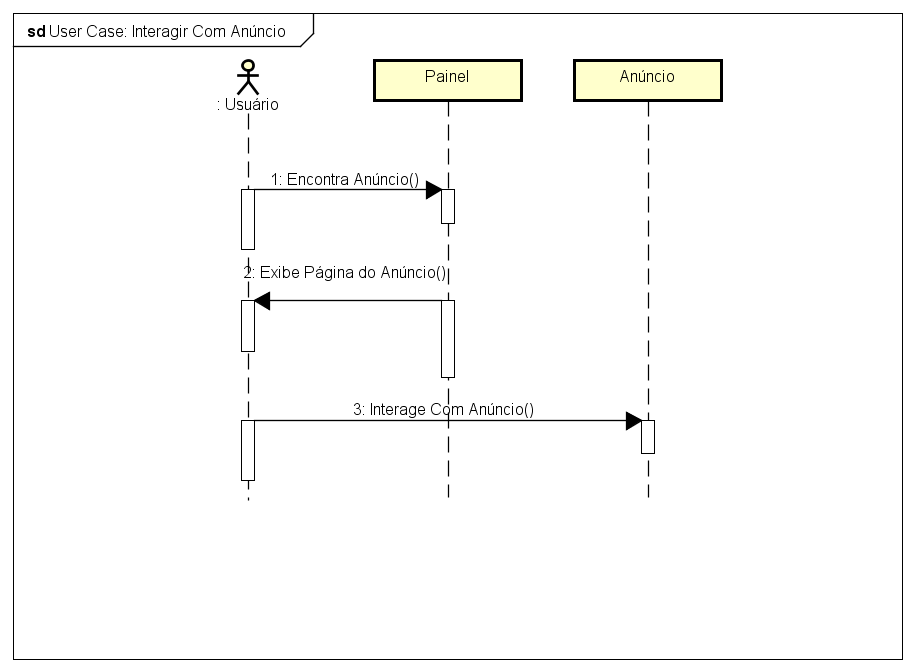 sd User Case: Interagir Com Anúncio
: Usuário
Painel
Anúncio
1: Encontra Anúncio()
2: Exibe Página do Anúncio()
3: Interage Com Anúncio()